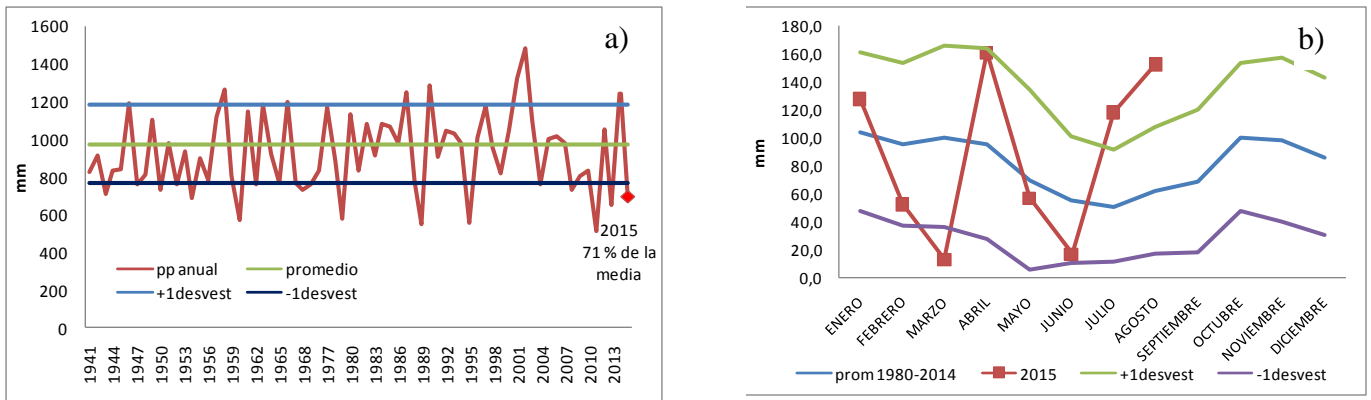 a)
mm
1600
1400
1200
1000
800
600
400
200
0
2015
71 % de la
media
pp anual
promedio
+1desvest
-1desvest
1941
1944
1947
1950
1953
1956
1959
1962
1965
1968
1977
1980
1983
1986
1989
1992
1995
1998
2001
2004
2007
2010
2013
b)
mm
180,0
160,0
140,0
120,0
100,0
80,0
60,0
40,0
20,0
0,0
ENERO
FEBRERO
MARZO
ABRIL
MAYO
JUNIO
JULIO
AGOSTO
SEPTIEMBRE
OCTUBRE
NOVIEMBRE
DICIEMBRE
prom 1980-2014
2015
+1desvest
-1desvest